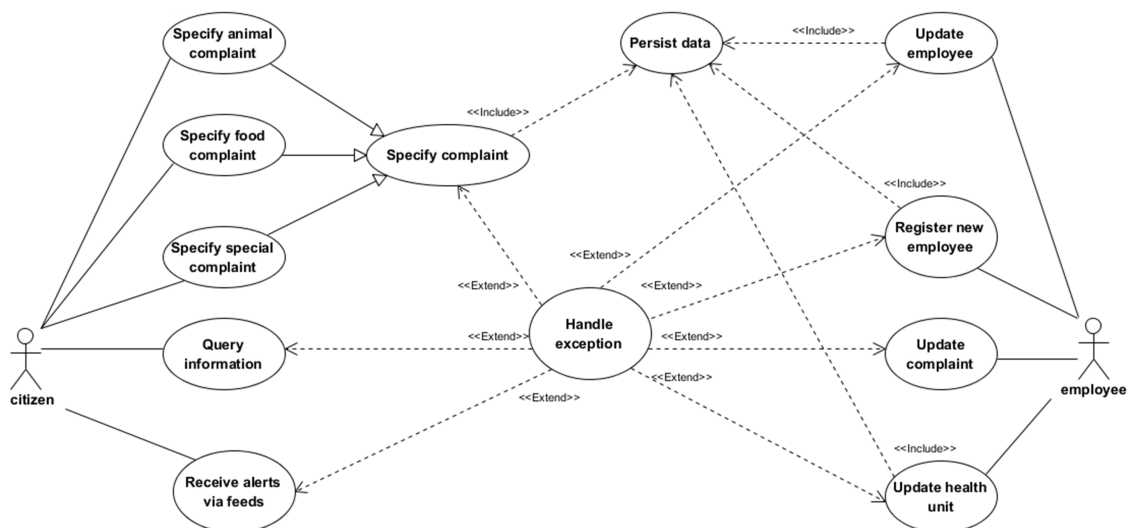 Specify animal
complaint
Persist data
<<Include>>
Update
employee
<<Include>>
Specify food
complaint
Specify complaint
<<Include>>
Register new
employee
Specify special
complaint
<<Extend>>
<<Extend>>
<<Extend>>
Handle
exception
<<Extend>>
<<Extend>>
Query
information
Update
complaint
<<Extend>>
<<Extend>>
citizen
employee
<<Include>>
Receive alerts
via feeds
Update health
unit